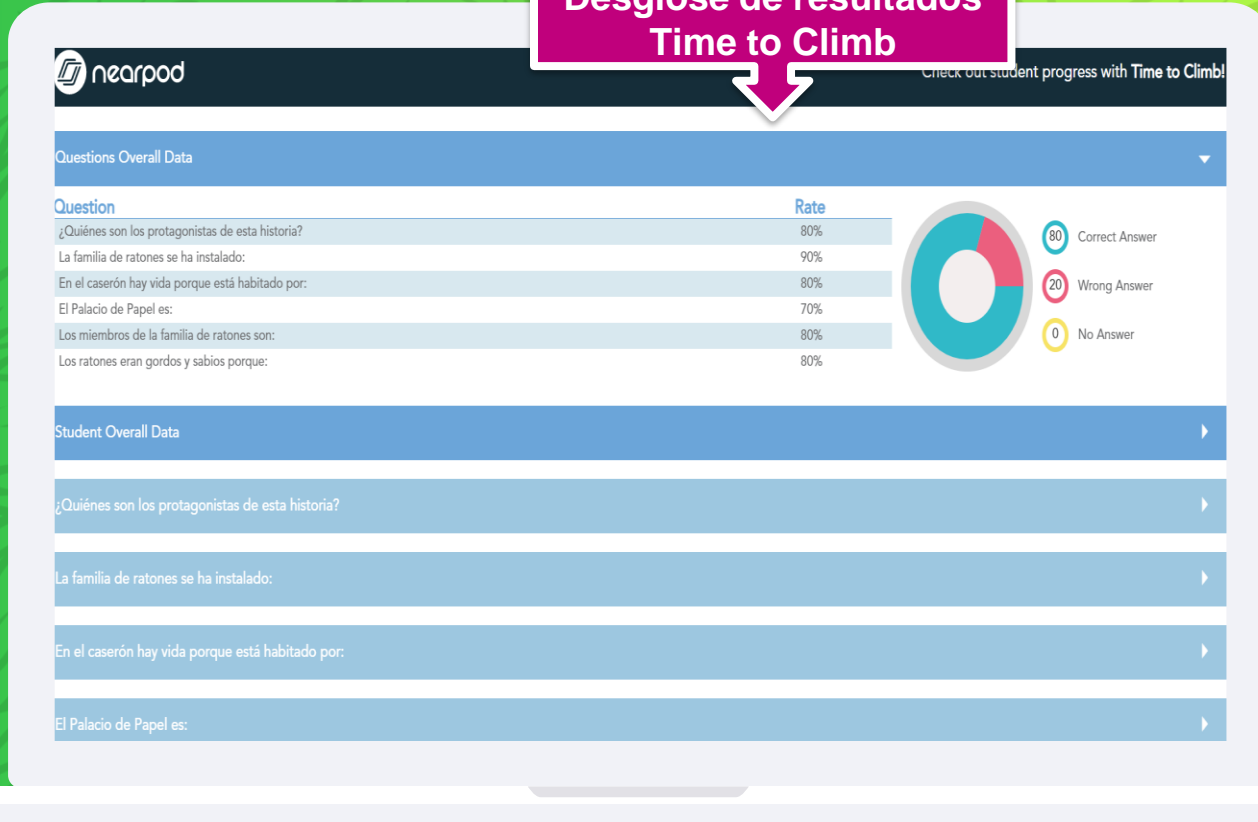 Desglose de resultados
Time to Climb
nearpod
Check out student progress with Time to Climb!
Questions Overall Data
Question Rate
¿Quiénes son los protagonistas de esta historia? 80%
La familia de ratones se ha instalado: 90%
En el caserón hay vida porque está habitado por: 80%
El Palacio de Papel es: 70%
Los miembros de la familia de ratones son: 80%
Los ratones eran gordos y sabios porque: 80%
80 Correct Answer
20 Wrong Answer
0 No Answer
Student Overall Data
¿Quiénes son los protagonistas de esta historia?
La familia de ratones se ha instalado:
En el caserón hay vida porque está habitado por:
El Palacio de Papel es: